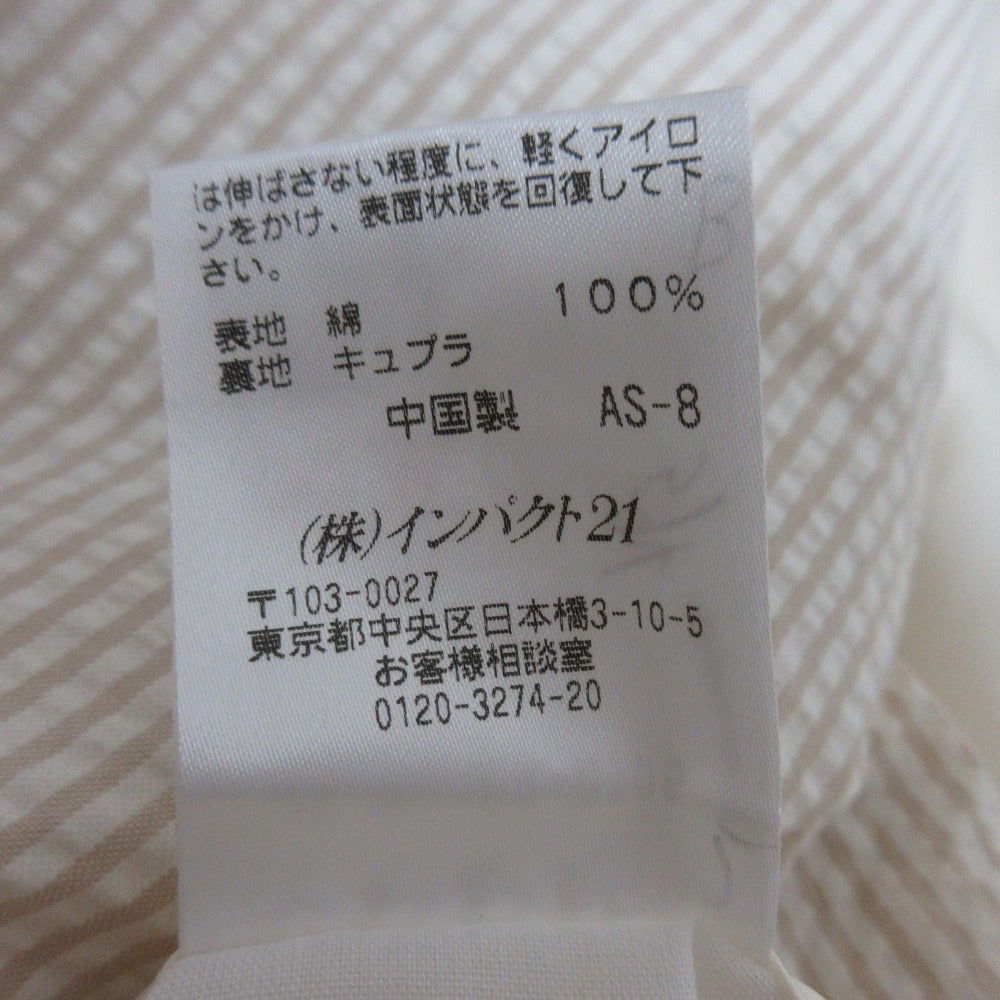 は伸ばさない程度に、軽くアイロ
ンをかけ、表面状態を回復して下
さい。
表地 綿 100%
裏地 キュプラ
中国製 AS-8
(株)インパクト21
〒103-0027
東京都中央区日本橋3-10-5
お客様相談室
0120-3274-20